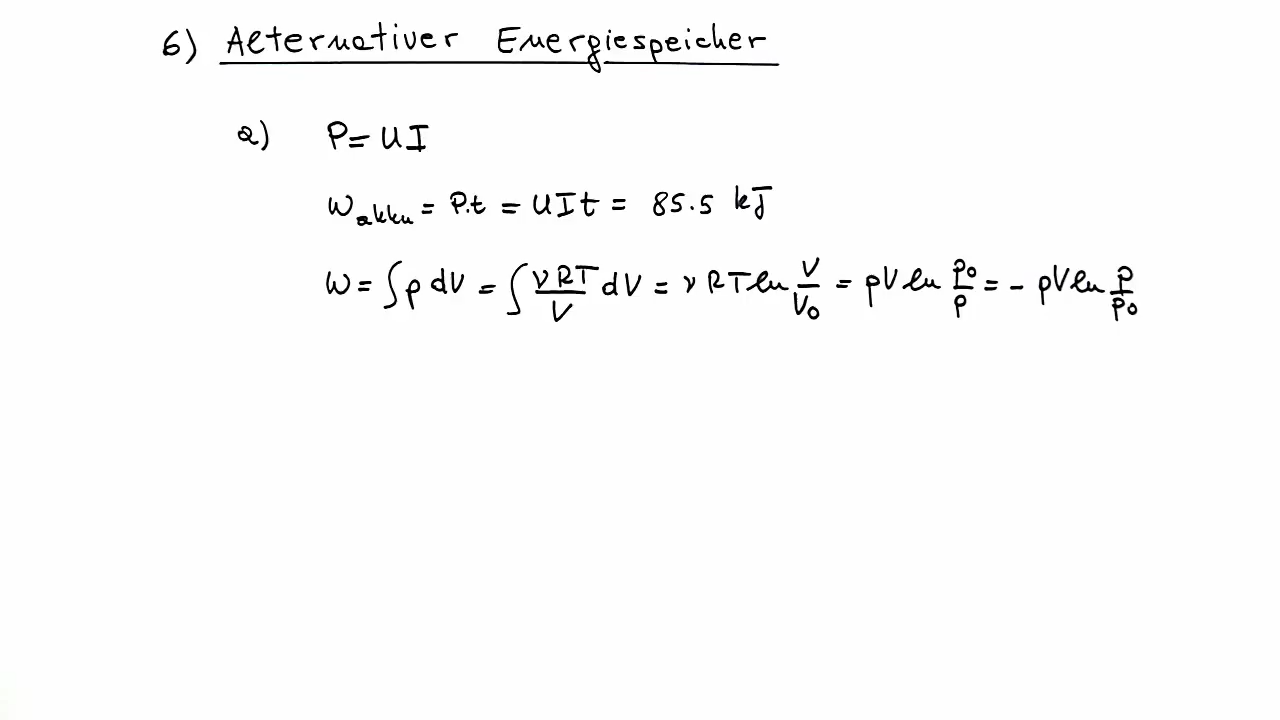 6) Alternativer Energiespeicher
a) P = UI
W_akku = P.t = UIt = 85.5 kJ
W = ∫ p dV = ∫ νRT/V dV = νRT ln V/V₀ = pV ln p₀/p = - pV ln p/p₀